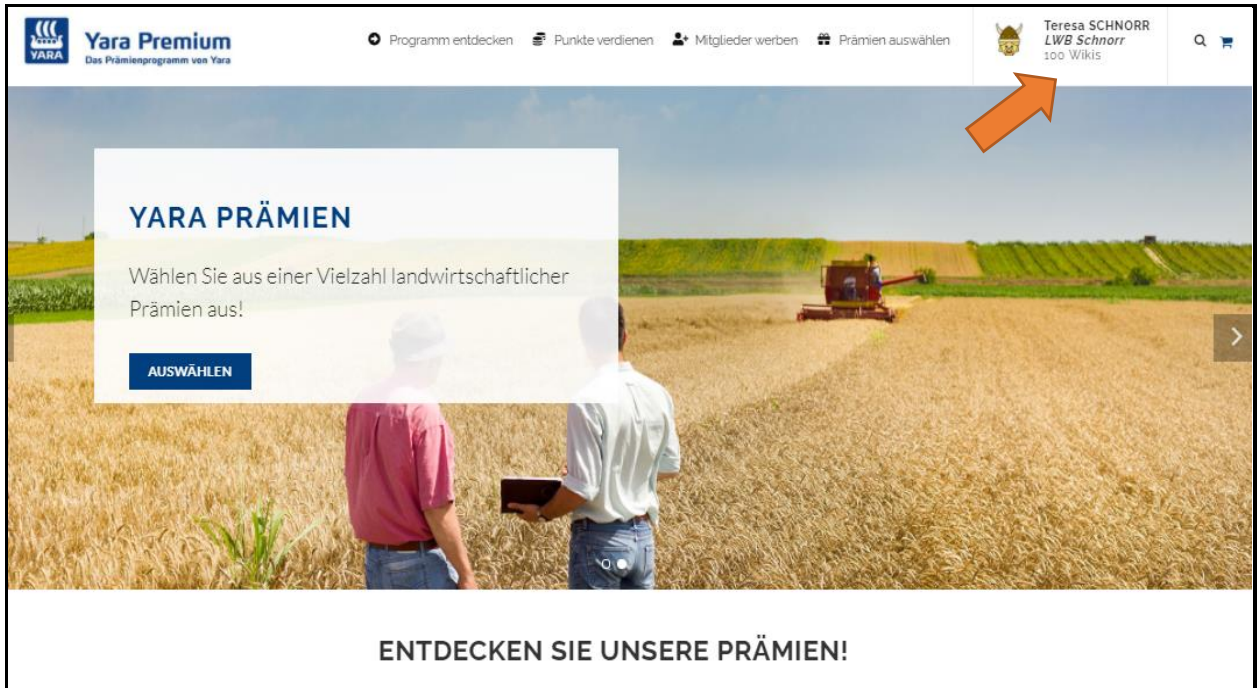 YARA
Yara Premium
Das Prämienprogramm von Yara
Programm entdecken
Punkte verdienen
Mitglieder werben
Prämien auswählen
Teresa SCHNORR
LWB Schnorr
100 Wikis
YARA PRÄMIEN
Wählen Sie aus einer Vielzahl landwirtschaftlicher
Prämien aus!
AUSWÄHLEN
ENTDECKEN SIE UNSERE PRÄMIEN!